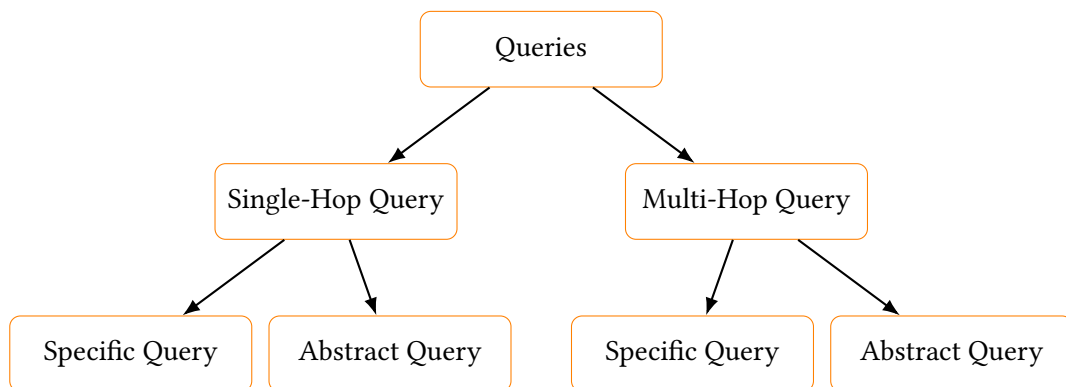 Queries
Single-Hop Query
Multi-Hop Query
Specific Query
Abstract Query
Specific Query
Abstract Query